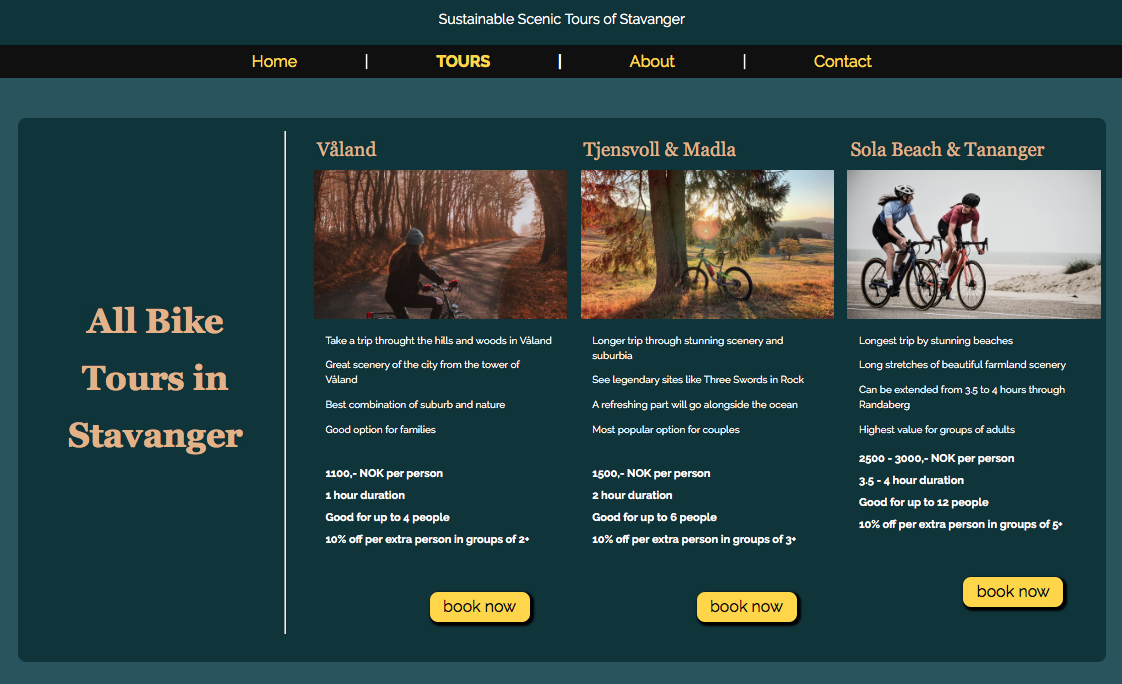 Sustainable Scenic Tours of Stavanger
Home | TOURS | About | Contact
All Bike
Tours in
Stavanger
Våland
Take a trip throught the hills and woods in Våland
Great scenery of the city from the tower of
Våland
Best combination of suburb and nature
Good option for families
1100,- NOK per person
1 hour duration
Good for up to 4 people
10% off per extra person in groups of 2+
book now
Tjensvoll & Madla
Longer trip through stunning scenery and
suburbia
See legendary sites like Three Swords in Rock
A refreshing part will go alongside the ocean
Most popular option for couples
1500,- NOK per person
2 hour duration
Good for up to 6 people
10% off per extra person in groups of 3+
book now
Sola Beach & Tananger
Longest trip by stunning beaches
Long stretches of beautiful farmland scenery
Can be extended from 3.5 to 4 hours through
Randaberg
Highest value for groups of adults
2500 - 3000,- NOK per person
3.5 - 4 hour duration
Good for up to 12 people
10% off per extra person in groups of 5+
book now